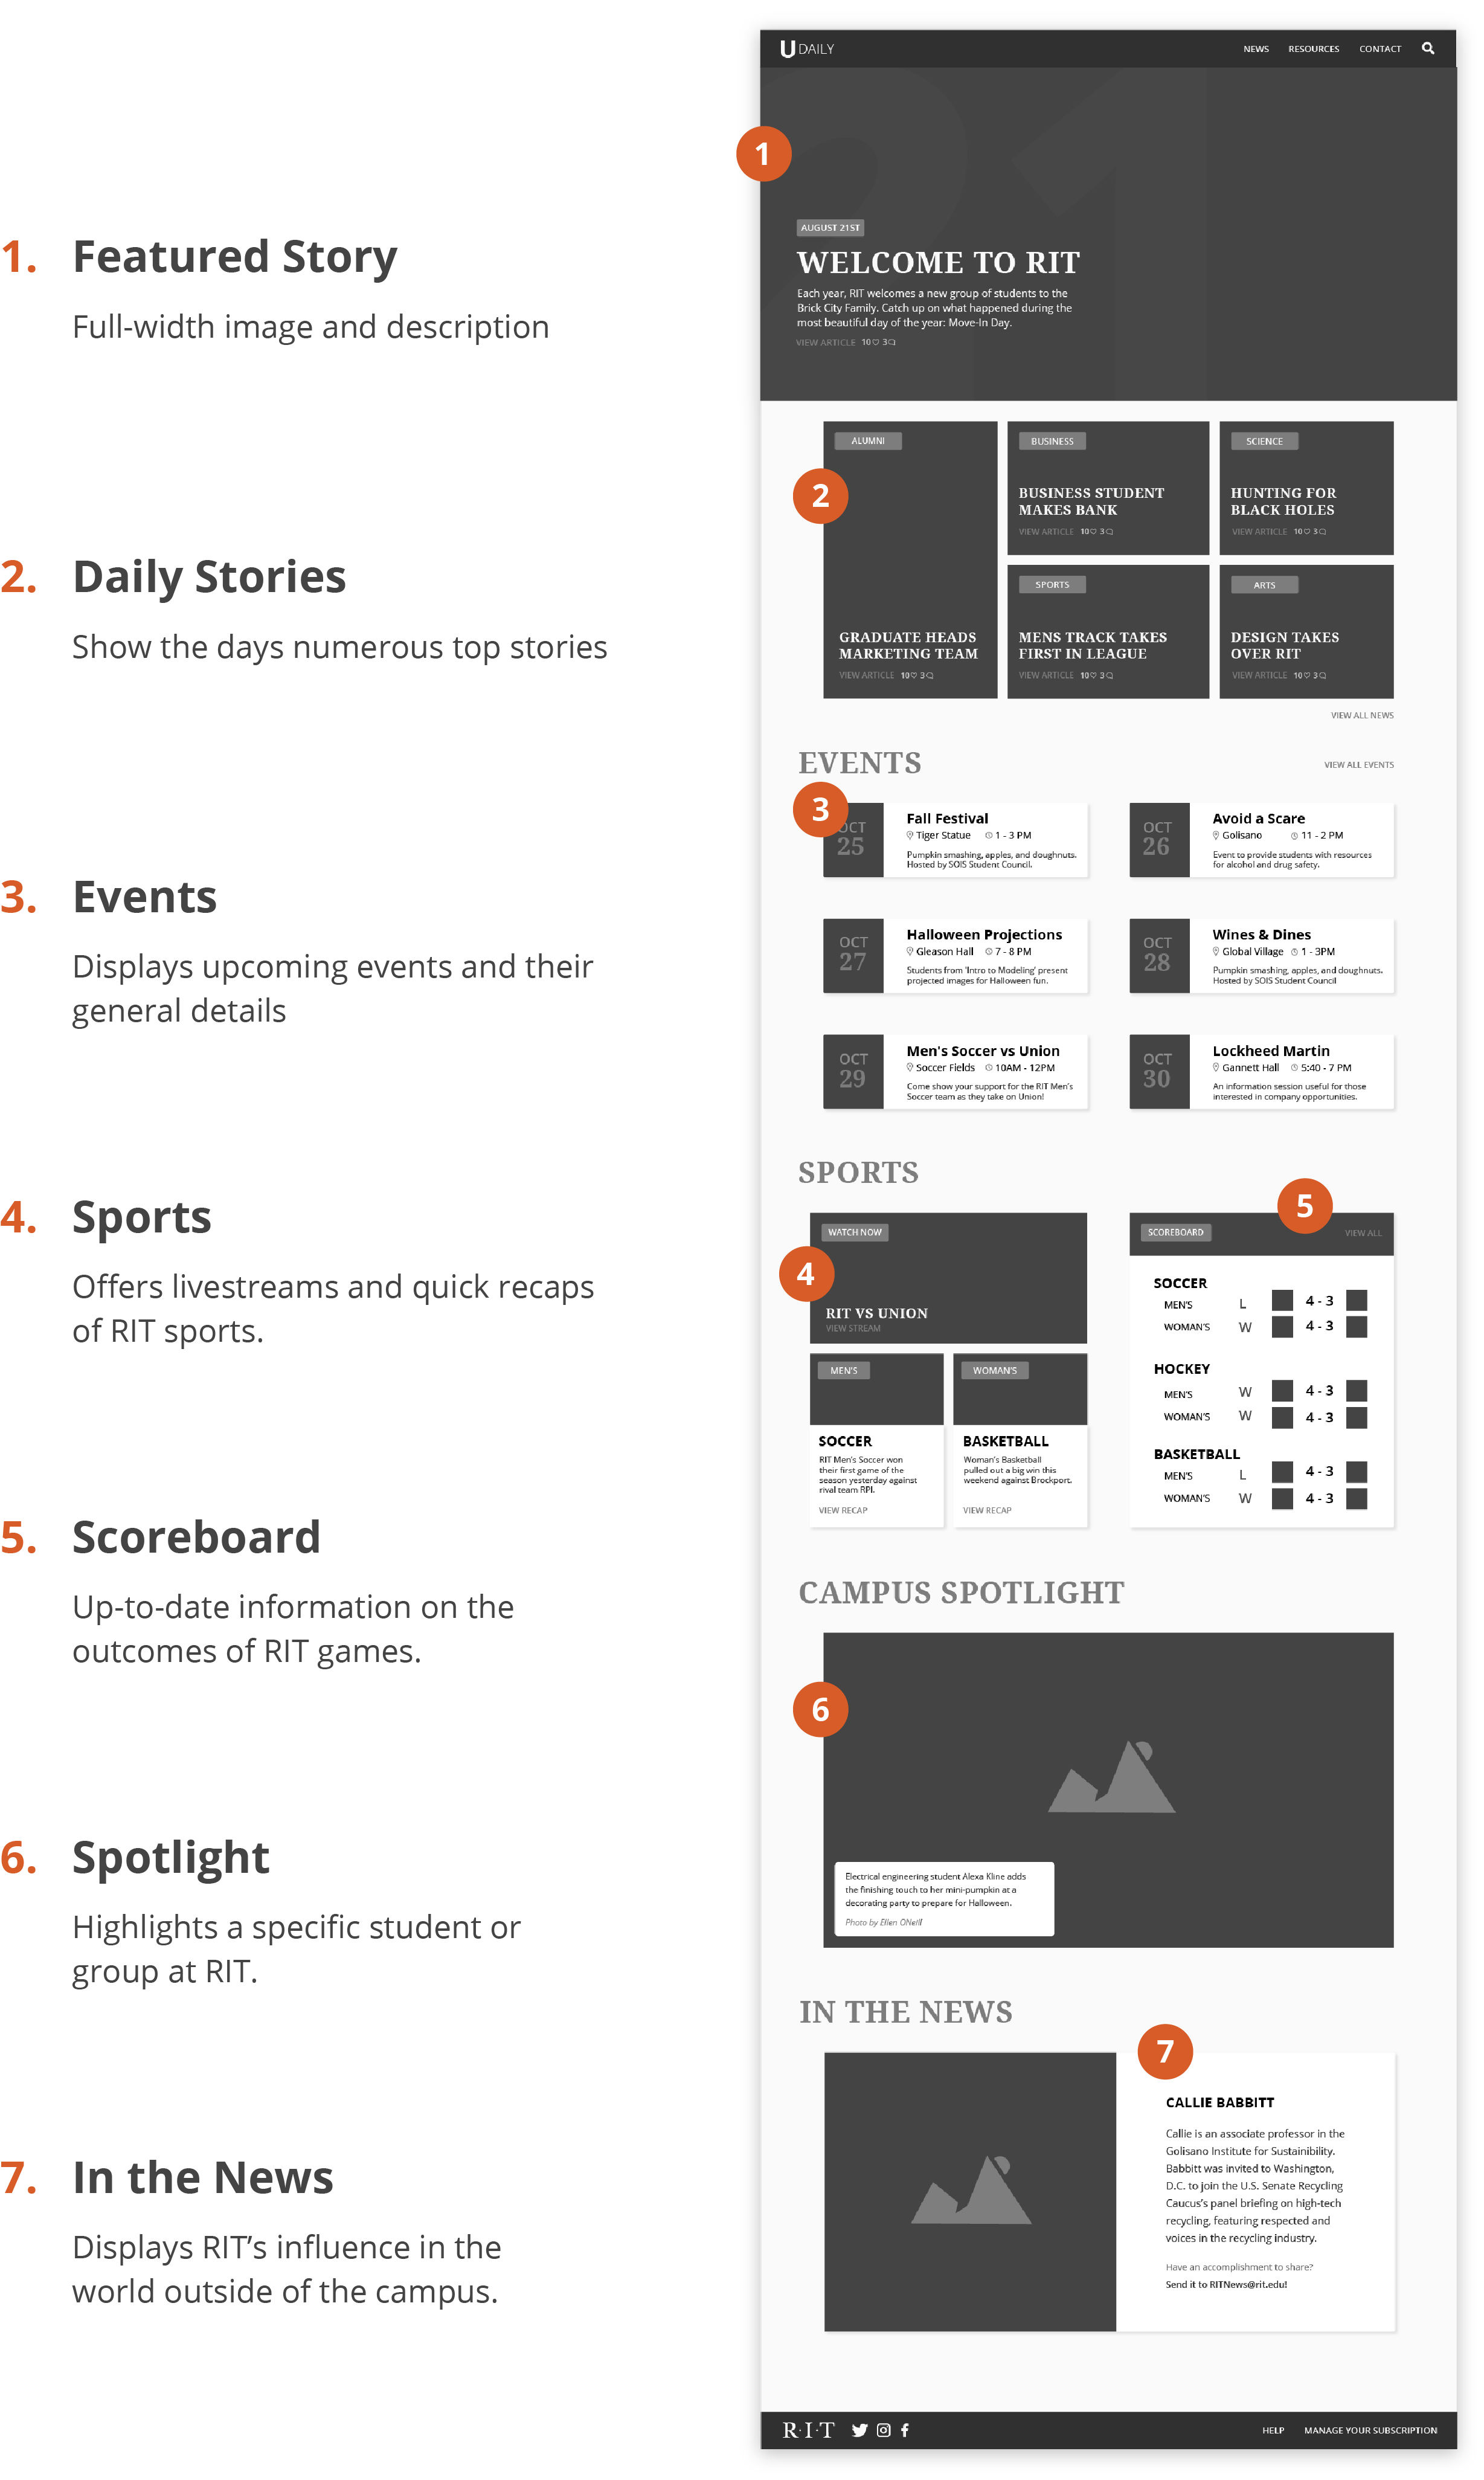 1. Featured Story
Full-width image and description
2. Daily Stories
Show the days numerous top stories
3. Events
Displays upcoming events and their
general details
4. Sports
Offers livestreams and quick recaps
of RIT sports.
5. Scoreboard
Up-to-date information on the
outcomes of RIT games.
6. Spotlight
Highlights a specific student or
group at RIT.
7. In the News
Displays RIT's influence in the
world outside of the campus.
U DAILY
NEWS RESOURCES CONTACT
21
1
AUGUST 21ST
WELCOME TO RIT
Each year, RIT welcomes a new group of students to the
Brick City Family. Catch up on what happened during the
most beautiful day of the year: Move-In Day.
VIEW ARTICLE 10 3
2
ALUMNI
GRADUATE HEADS
MARKETING TEAM
VIEW ARTICLE 10 3
BUSINESS
BUSINESS STUDENT
MAKES BANK
VIEW ARTICLE 10 3
SCIENCE
HUNTING FOR
BLACK HOLES
VIEW ARTICLE 10 3
SPORTS
MENS TRACK TAKES
FIRST IN LEAGUE
VIEW ARTICLE 10 3
ARTS
DESIGN TAKES
OVER RIT
VIEW ARTICLE 10 3
VIEW ALL NEWS
EVENTS
VIEW ALL EVENTS
3
OCT
25
Fall Festival
Tiger Statue 1 - 3 PM
Pumpkin smashing, apples, and doughnuts.
Hosted by SOIS Student Council.
OCT
26
Avoid a Scare
Golisano 11 - 2 PM
Event to provide students with resources
for alcohol and drug safety.
OCT
27
Halloween Projections
Gleason Hall 7 - 8 PM
Students from 'Intro to Modeling' present
projected images for Halloween fun.
OCT
28
Wines & Dines
Global Village 1 - 3PM
Pumpkin smashing, apples, and doughnuts.
Hosted by SOIS Student Council
OCT
29
Men's Soccer vs Union
Soccer Fields 10AM - 12PM
Come show your support for the RIT Men's
Soccer team as they take on Union!
OCT
30
Lockheed Martin
Gannett Hall 5:40 - 7 PM
An information session useful for those
interested in company opportunities.
SPORTS
4
WATCH NOW
RIT VS UNION
VIEW STREAM
MEN'S
SOCCER
RIT Men's Soccer won
their first game of the
season yesterday against
rival team RPI.
VIEW RECAP
WOMAN'S
BASKETBALL
Woman's Basketball
pulled out a big win this
weekend against Brockport.
VIEW RECAP
5
SCOREBOARD VIEW ALL
SOCCER
MEN'S L 4 - 3
WOMAN'S W 4 - 3
HOCKEY
MEN'S W 4 - 3
WOMAN'S W 4 - 3
BASKETBALL
MEN'S L 4 - 3
WOMAN'S W 4 - 3
CAMPUS SPOTLIGHT
6
Electrical engineering student Alexa Kline adds
the finishing touch to her mini-pumpkin at a
decorating party to prepare for Halloween.
Photo by Ellen ONeill
IN THE NEWS
7
CALLIE BABBITT
Callie is an associate professor in the
Golisano Institute for Sustainibility.
Babbitt was invited to Washington,
D.C. to join the U.S. Senate Recycling
Caucus's panel briefing on high-tech
recycling, featuring respected and
voices in the recycling industry.
Have an accomplishment to share?
Send it to RITNews@rit.edu!
R·I·T
HELP MANAGE YOUR SUBSCRIPTION